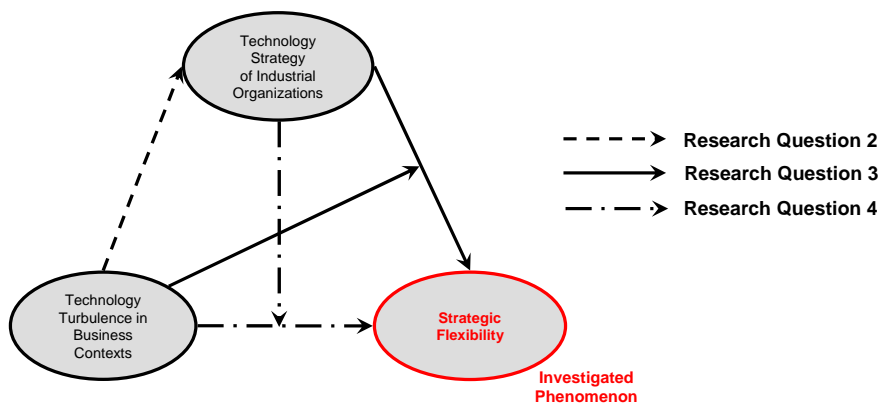 Technology
Strategy
of Industrial
Organizations
Research Question 2
Research Question 3
Research Question 4
Technology
Turbulence in
Business
Contexts
Strategic
Flexibility
Investigated
Phenomenon